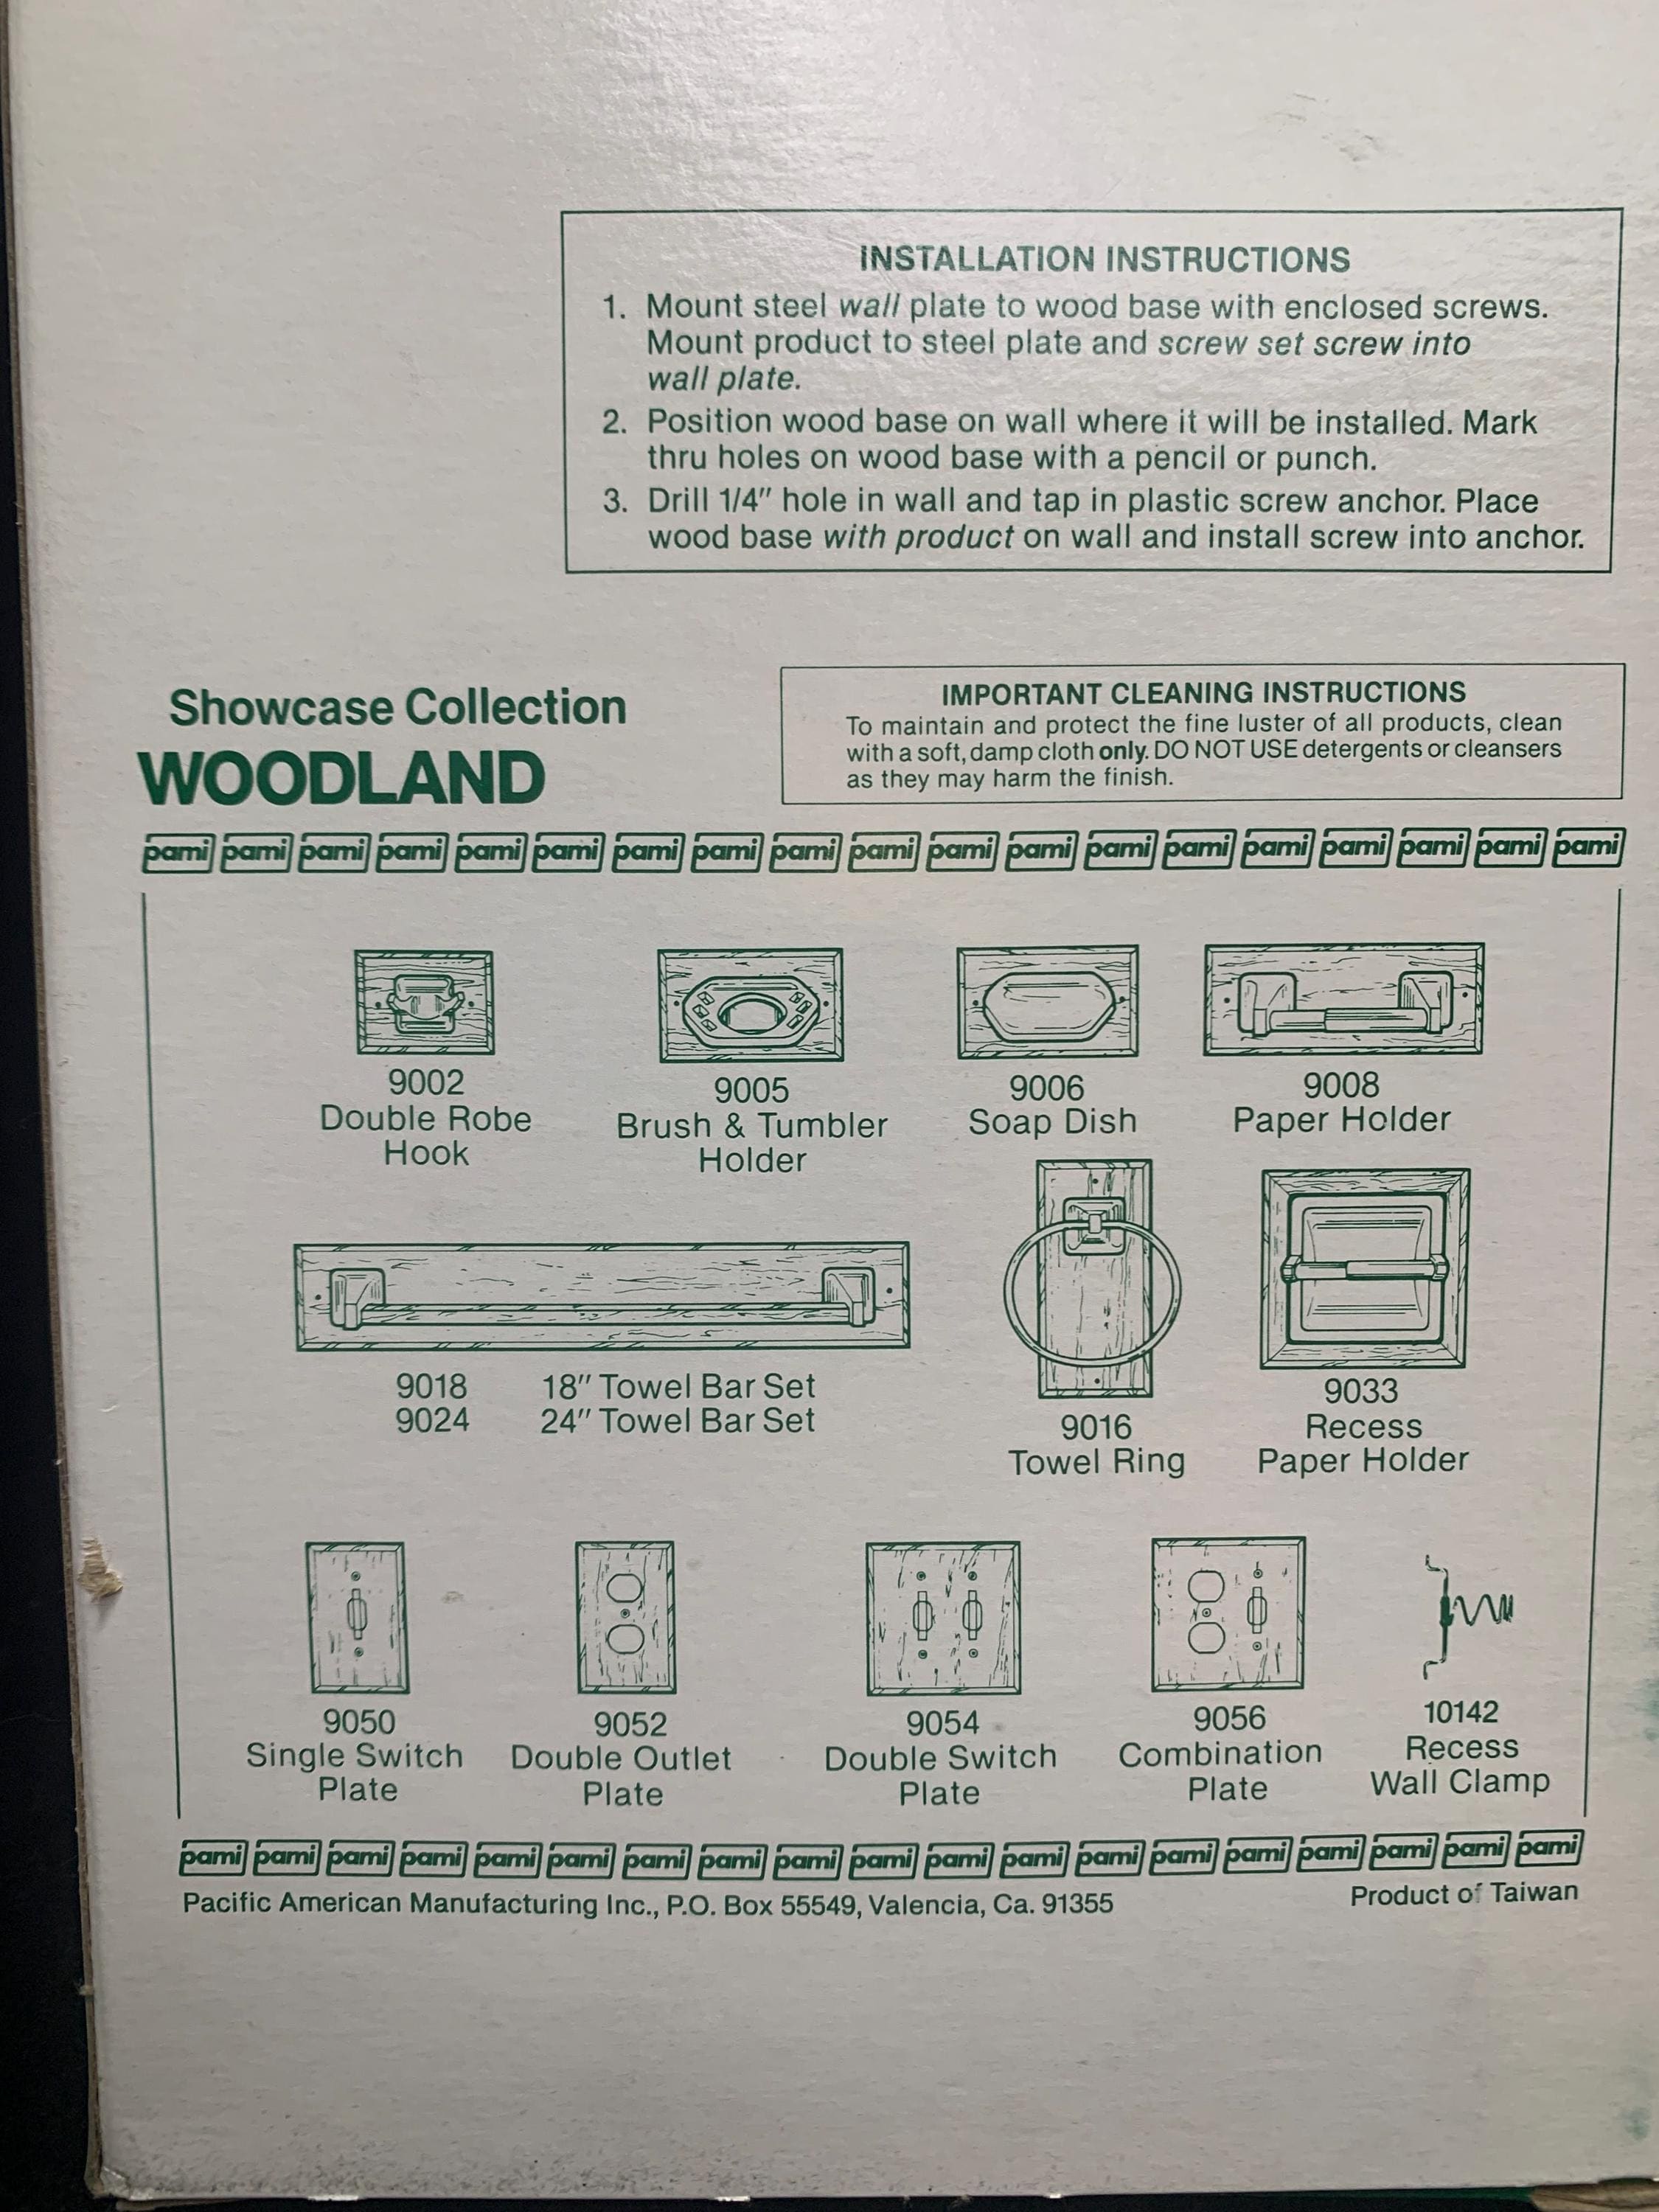 INSTALLATION INSTRUCTIONS
1. Mount steel wall plate to wood base with enclosed screws.
Mount product to steel plate and screw set screw into
wall plate.
2. Position wood base on wall where it will be installed. Mark
thru holes on wood base with a pencil or punch.
3. Drill 1/4" hole in wall and tap in plastic screw anchor. Place
wood base with product on wall and install screw into anchor.
Showcase Collection
WOODLAND
IMPORTANT CLEANING INSTRUCTIONS
To maintain and protect the fine luster of all products, clean
with a soft, damp cloth only. DO NOT USE detergents or cleansers
as they may harm the finish.
pami pami pami pami pami pami pami pami pami pami pami pami pami pami pami pami pami pami pami
9002
Double Robe
Hook
9005
Brush & Tumbler
Holder
9006
Soap Dish
9008
Paper Holder
9018 18" Towel Bar Set
9024 24" Towel Bar Set
9016
Towel Ring
9033
Recess
Paper Holder
9050
Single Switch
Plate
9052
Double Outlet
Plate
9054
Double Switch
Plate
9056
Combination
Plate
10142
Recess
Wall Clamp
pami pami pami pami pami pami pami pami pami pami pami pami pami pami pami pami pami pami pami
Pacific American Manufacturing Inc., P.O. Box 55549, Valencia, Ca. 91355
Product of Taiwan